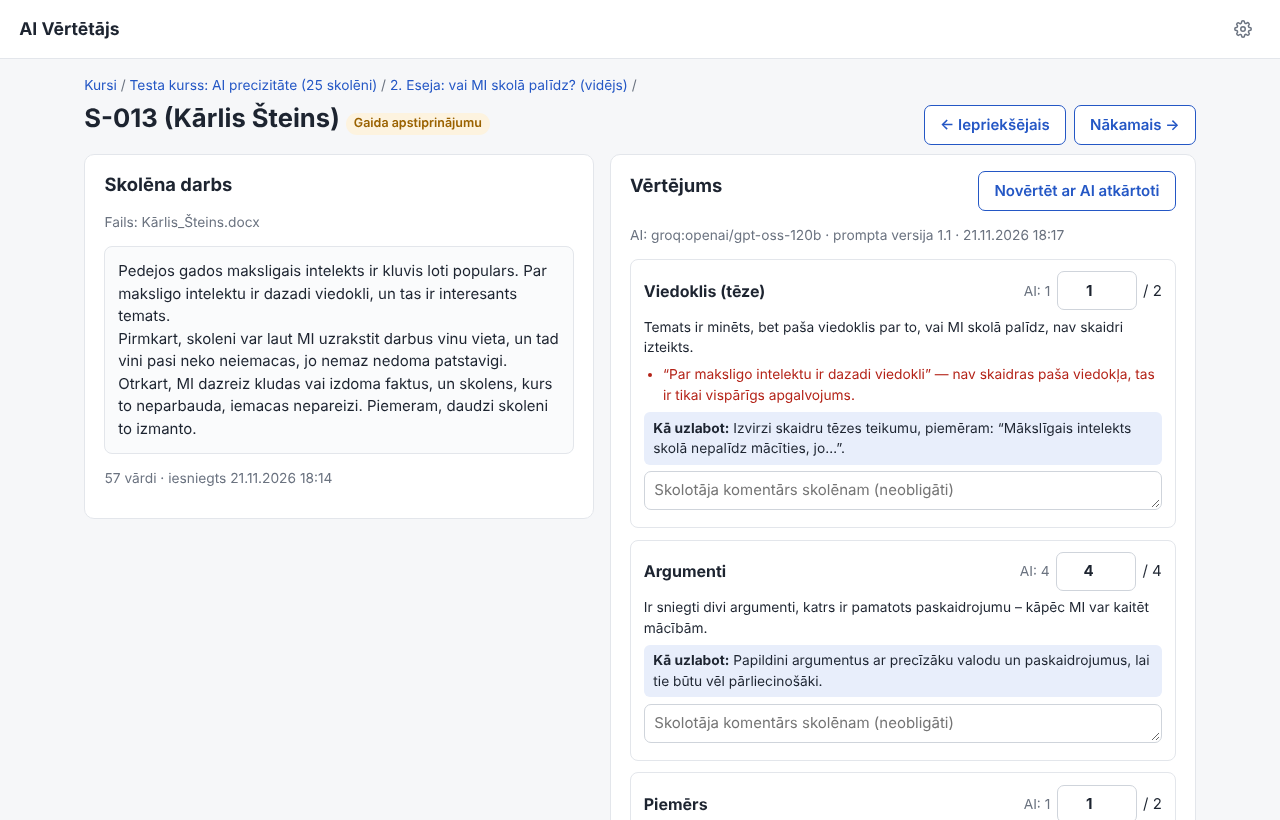 AI Vērtētājs
Kursi / Testa kurss: AI precizitāte (25 skolēni) / 2. Eseja: vai MI skolā palīdz? (vidējs) /
S-013 (Kārlis Šteins) Gaida apstiprinājumu
← Iepriekšējais Nākamais →
Skolēna darbs
Fails: Kārlis_Šteins.docx
Pedejos gados maksligais intelekts ir kluvis loti populars. Par
maksligo intelektu ir dazadi viedokli, un tas ir interesants
temats.
Pirmkart, skoleni var laut MI uzrakstit darbus vinu vieta, un tad
vini pasi neko neiemacas, jo nemaz nedoma patstavigi.
Otrkart, MI dazreiz kludas vai izdoma faktus, un skolens, kurs
to neparbauda, iemacas nepareizi. Piemeram, daudzi skoleni
to izmanto.
57 vārdi · iesniegts 21.11.2026 18:14
Vērtējums
Novērtēt ar AI atkārtoti
AI: groq:openai/gpt-oss-120b · prompta versija 1.1 · 21.11.2026 18:17
Viedoklis (tēze) AI: 1 1 / 2
Temats ir minēts, bet paša viedoklis par to, vai MI skolā palīdz, nav skaidri
izteikts.
• “Par maksligo intelektu ir dazadi viedokli” — nav skaidras paša viedokļa, tas
ir tikai vispārīgs apgalvojums.
Kā uzlabot: Izvirzi skaidru tēzes teikumu, piemēram: “Mākslīgais intelekts
skolā nepalīdz mācīties, jo…”.
Skolotāja komentārs skolēnam (neobligāti)
Argumenti AI: 4 4 / 4
Ir sniegti divi argumenti, katrs ir pamatots paskaidrojumu – kāpēc MI var kaitēt
mācībām.
Kā uzlabot: Papildini argumentus ar precīzāku valodu un paskaidrojumus, lai
tie būtu vēl pārliecinošāki.
Skolotāja komentārs skolēnam (neobligāti)
Piemērs AI: 1 1 / 2